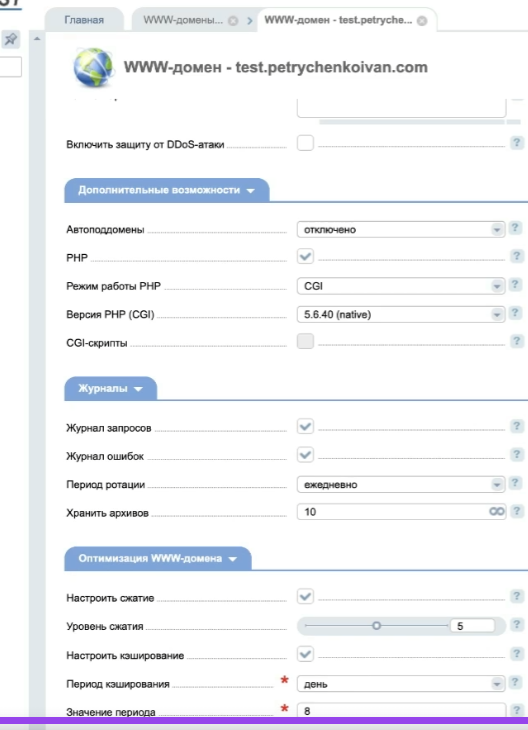 Главная
WWW-домены...
WWW-домен - test.petryche...
WWW-домен - test.petrychenkoivan.com
Включить защиту от DDoS-атаки
Дополнительные возможности
Автоподдомены отключено
PHP
Режим работы PHP CGI
Версия PHP (CGI) 5.6.40 (native)
CGI-скрипты
Журналы
Журнал запросов
Журнал ошибок
Период ротации ежедневно
Хранить архивов 10
Оптимизация WWW-домена
Настроить сжатие
Уровень сжатия 5
Настроить кэширование
Период кэширования * день
Значение периода * 8